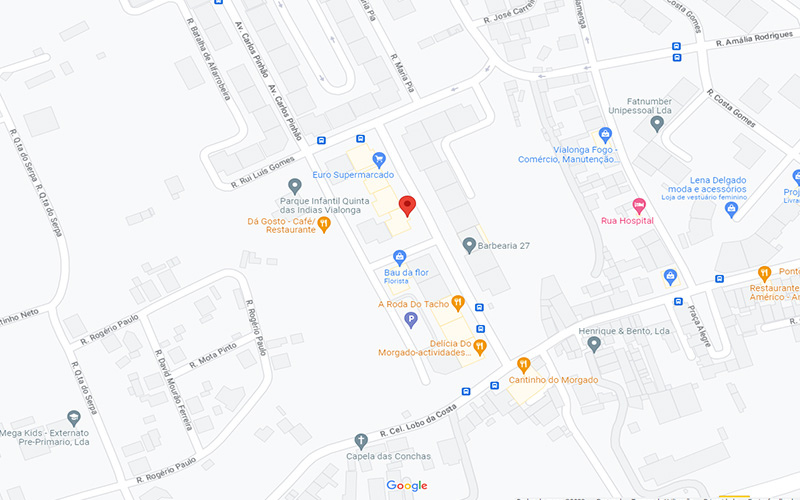 R. José Carrei
Flamenga
Costa Gomes
R. Amália Rodrigues
R. Batalha de Alfarrobeira
Av. Carlos Pinhão
Av. Carlos Pinhão
Maria Pia
R. Maria Pia
R. Costa Gomes
Fatnumber
Unipessoal Lda
Vialonga Fogo -
Comércio, Manutenção...
R. Q.ta do Serpa
R. Q.ta do Serpa
R. Rui Luis Gomes
Euro Supermarcado
Parque Infantil Quinta
das Indias Vialonga
Dá Gosto - Café/
Restaurante
Lena Delgado
moda e acessórios
Loja de vestuário feminino
Proj
Livra
Rua Hospital
Barbearia 27
Bau da flor
Florista
A Roda Do Tacho
P
Delícia Do
Morgado-actividades...
Ponto
Restaurante
Américo - A
tinho Neto
R. Rogério Paulo
R. Rogério Paulo
R. Mota Pinto
R. David Mourão Ferreira
R. Q.ta do Serpa
Henrique & Bento, Lda
Praça Alegre
R.
Cantinho do Morgado
R. Cel. Lobo da Costa
Mega Kids - Externato
Pre-Primario, Lda
Capela das Conchas
R. Rogério Paulo
Google